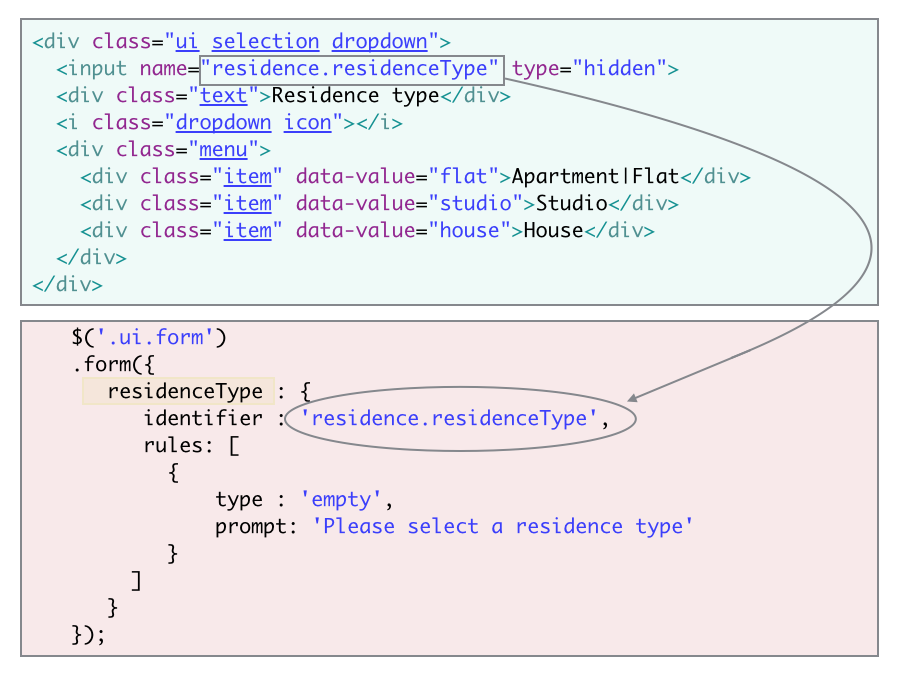 <div class="ui selection dropdown">
  <input name="residence.residenceType" type="hidden">
  <div class="text">Residence type</div>
  <i class="dropdown icon"></i>
  <div class="menu">
    <div class="item" data-value="flat">Apartment|Flat</div>
    <div class="item" data-value="studio">Studio</div>
    <div class="item" data-value="house">House</div>
  </div>
</div>
$('.ui.form')
.form({
   residenceType : {
      identifier : 'residence.residenceType',
      rules: [
        {
            type : 'empty',
            prompt: 'Please select a residence type'
        }
     ]
   }
});